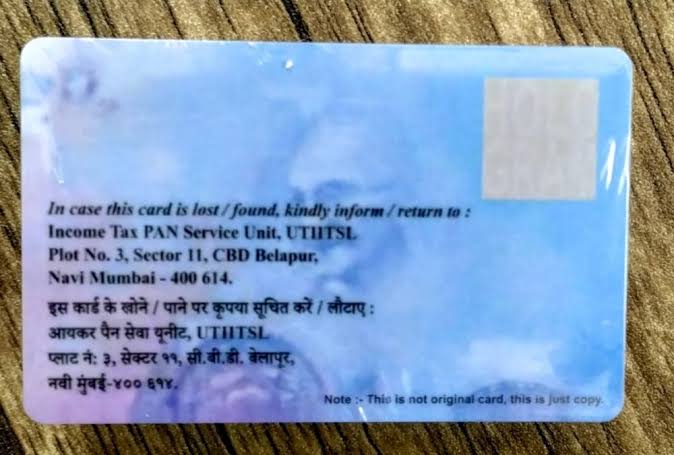 In case this card is lost / found, kindly inform / return to :
Income Tax PAN Service Unit, UTIITSL
Plot No. 3, Sector 11, CBD Belapur,
Navi Mumbai - 400 614.
इस कार्ड के खोने / पाने पर कृपया सूचित करें / लौटाए :
आयकर पैन सेवा यूनीट, UTIITSL
प्लाट नं: ३, सेक्टर ११, सी.बी.डी. बेलापूर,
नवी मुंबई-४०० ६१४.
Note :- This is not original card, this is just copy.